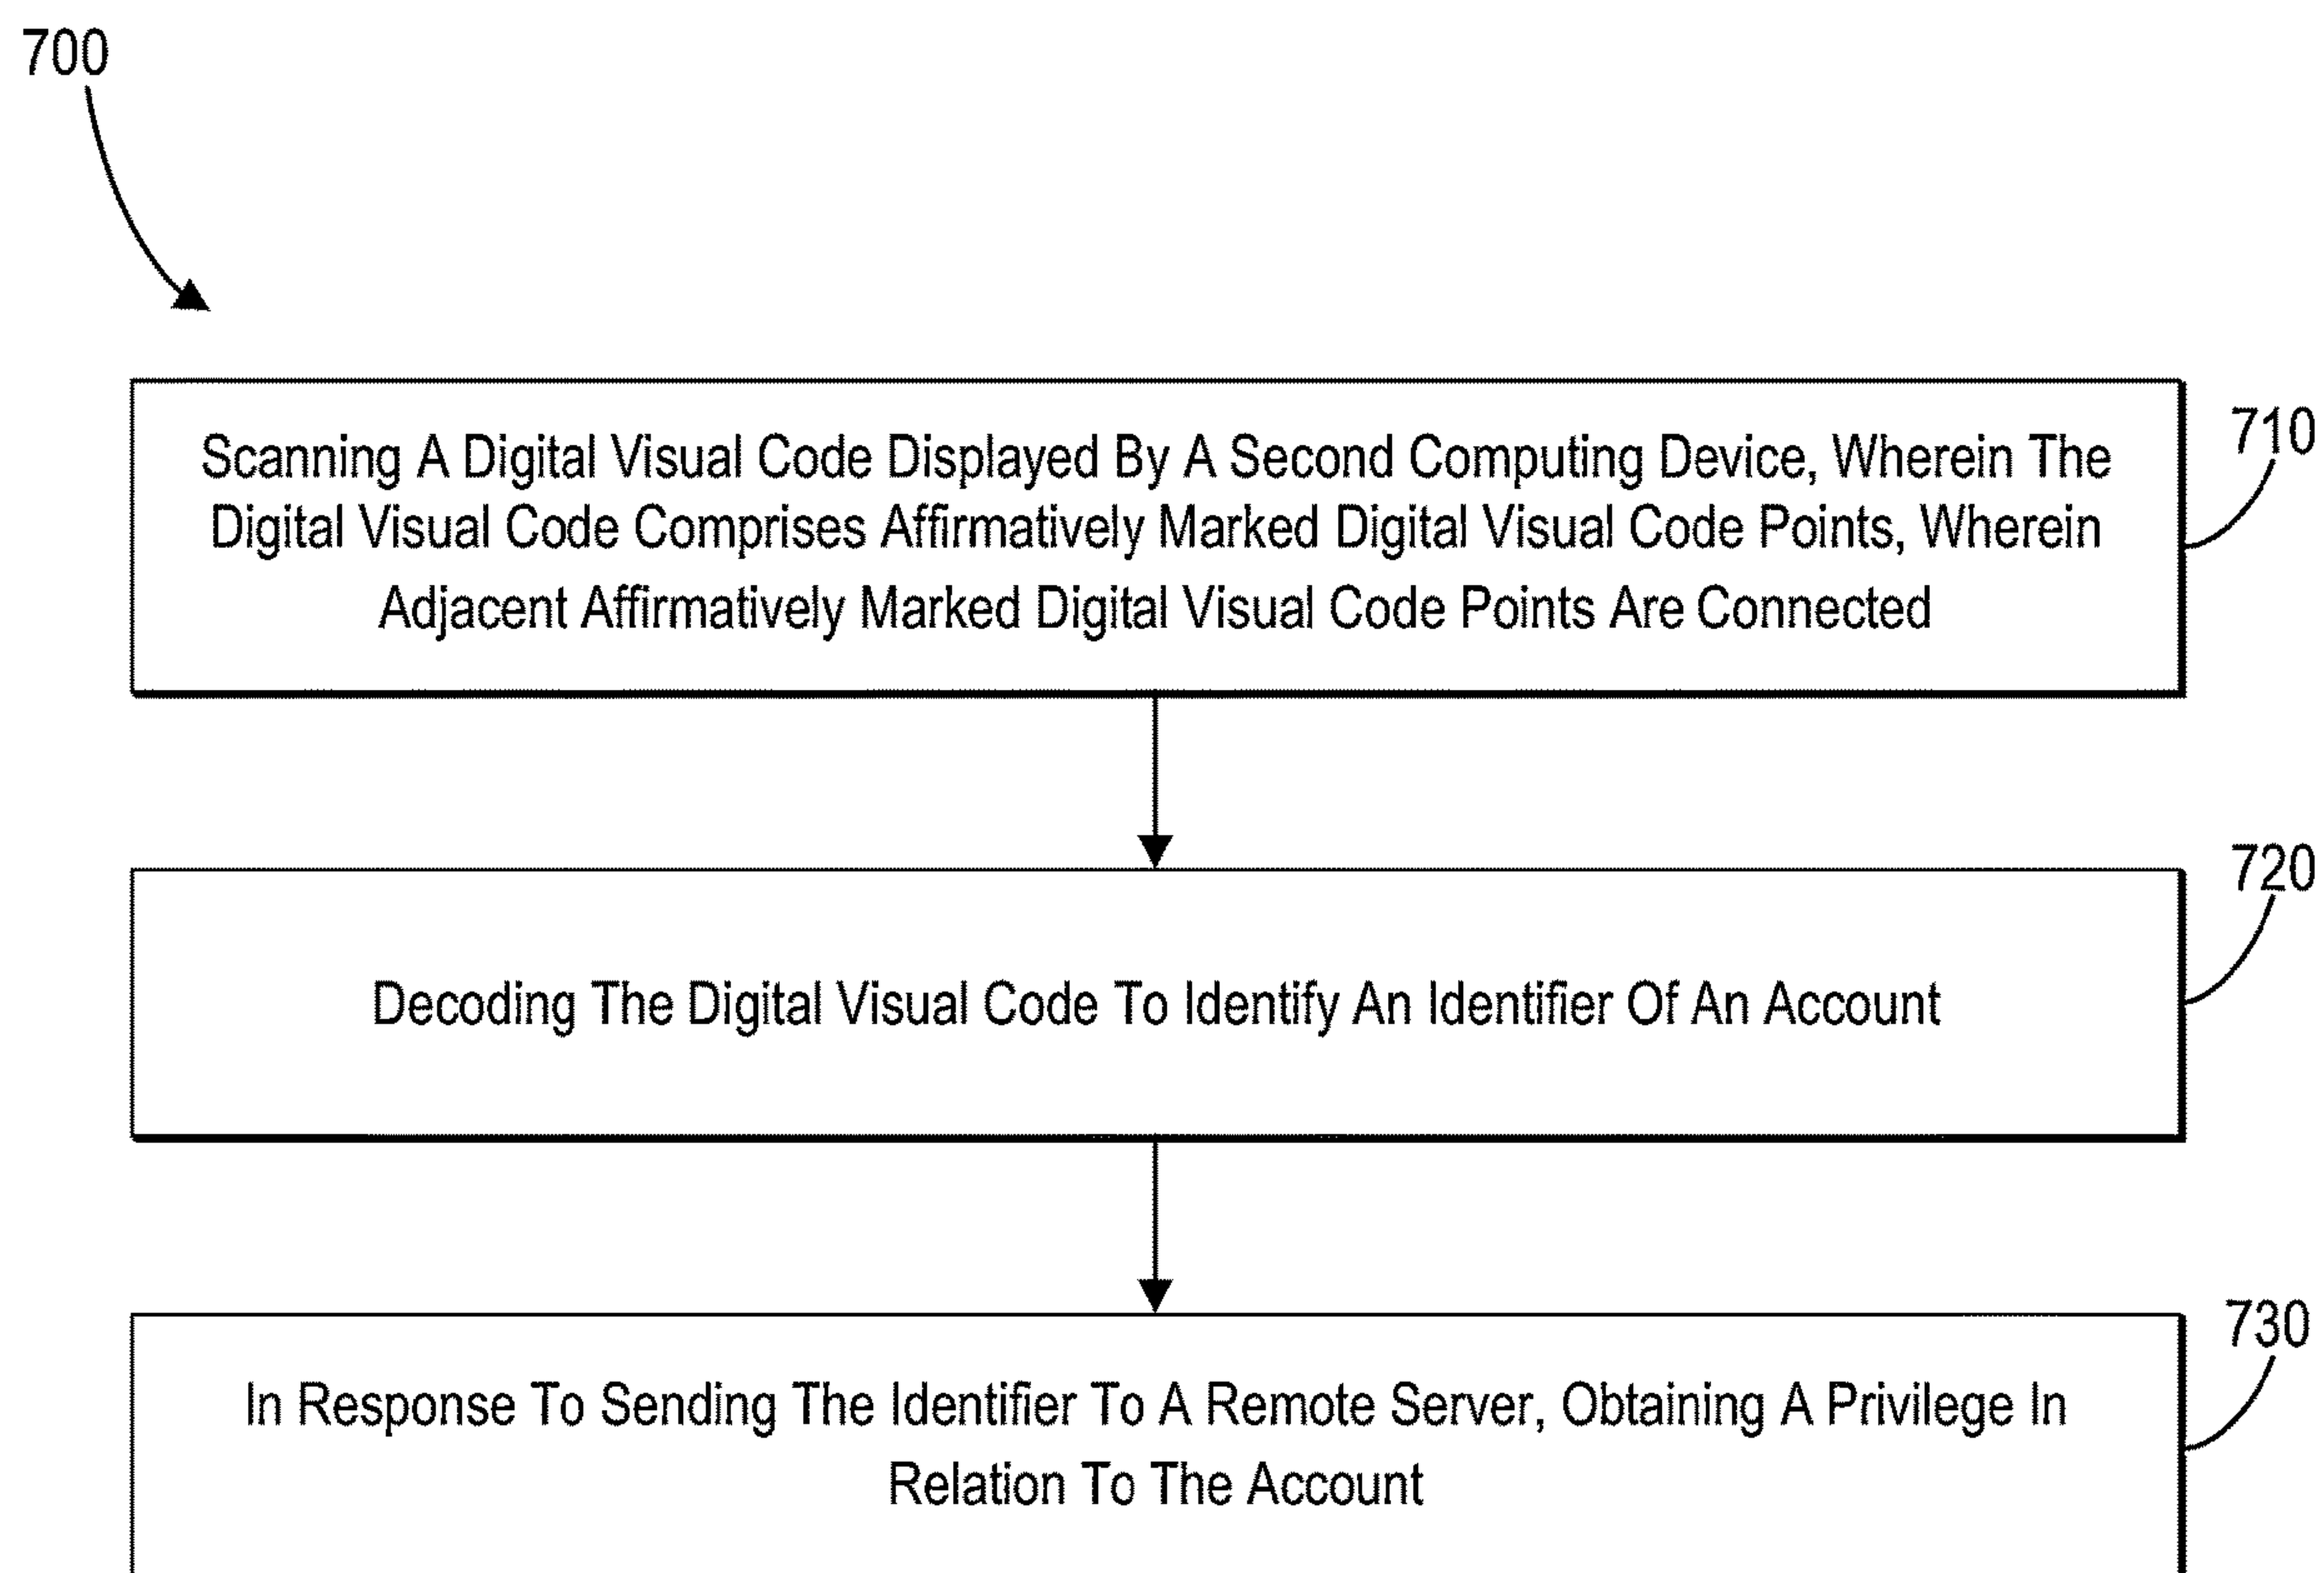 700
Scanning A Digital Visual Code Displayed By A Second Computing Device, Wherein The
Digital Visual Code Comprises Affirmatively Marked Digital Visual Code Points, Wherein
Adjacent Affirmatively Marked Digital Visual Code Points Are Connected
710
Decoding The Digital Visual Code To Identify An Identifier Of An Account
720
In Response To Sending The Identifier To A Remote Server, Obtaining A Privilege In
Relation To The Account
730